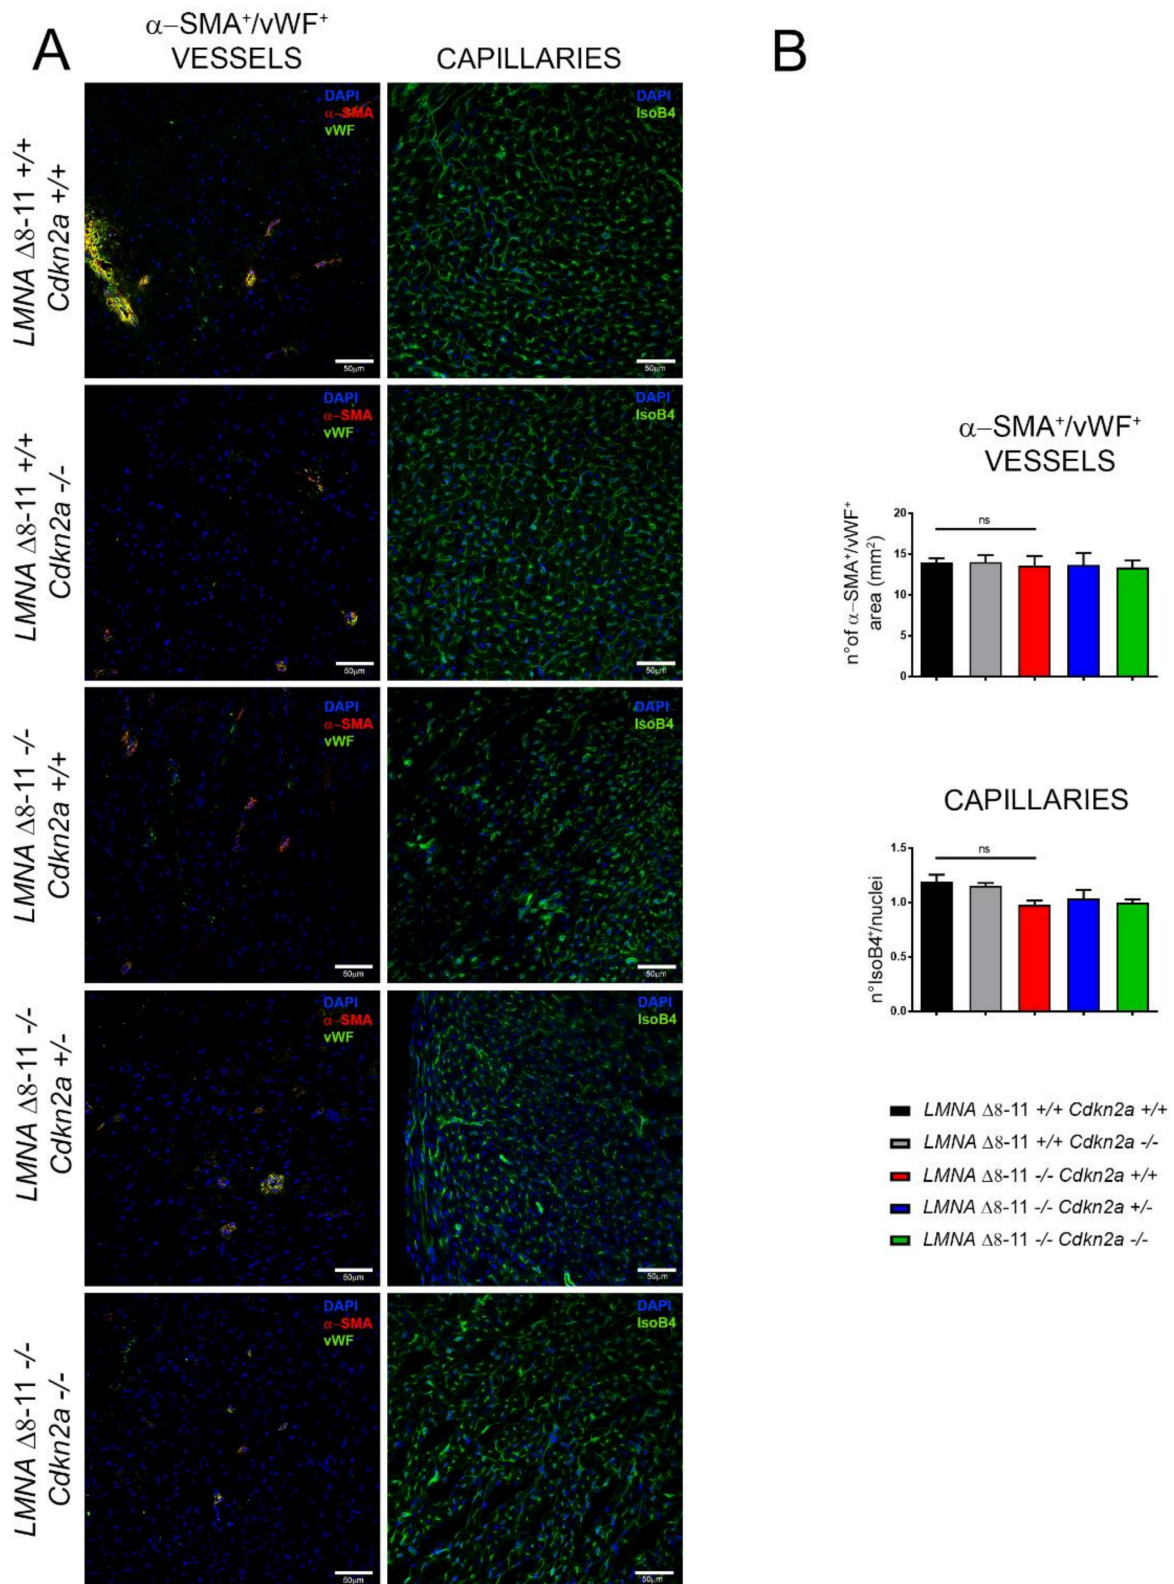 A
α–SMA⁺/vWF⁺
VESSELS
CAPILLARIES
LMNA Δ8-11 +/+
Cdkn2a +/+
DAPI
α–SMA
vWF
50μm
DAPI
IsoB4
50μm
LMNA Δ8-11 +/+
Cdkn2a -/-
DAPI
α–SMA
vWF
50μm
DAPI
IsoB4
50μm
LMNA Δ8-11 -/-
Cdkn2a +/+
DAPI
α–SMA
vWF
50μm
DAPI
IsoB4
50μm
LMNA Δ8-11 -/-
Cdkn2a +/-
DAPI
α–SMA
vWF
50μm
DAPI
IsoB4
50μm
LMNA Δ8-11 -/-
Cdkn2a -/-
DAPI
α–SMA
vWF
50μm
DAPI
IsoB4
50μm
B
α–SMA⁺/vWF⁺
VESSELS
n°of α–SMA⁺/vWF⁺
area (mm²)
20
15
10
5
0
ns
CAPILLARIES
n°IsoB4⁺/nuclei
1.5
1.0
0.5
0.0
ns
LMNA Δ8-11 +/+ Cdkn2a +/+
LMNA Δ8-11 +/+ Cdkn2a -/-
LMNA Δ8-11 -/- Cdkn2a +/+
LMNA Δ8-11 -/- Cdkn2a +/-
LMNA Δ8-11 -/- Cdkn2a -/-